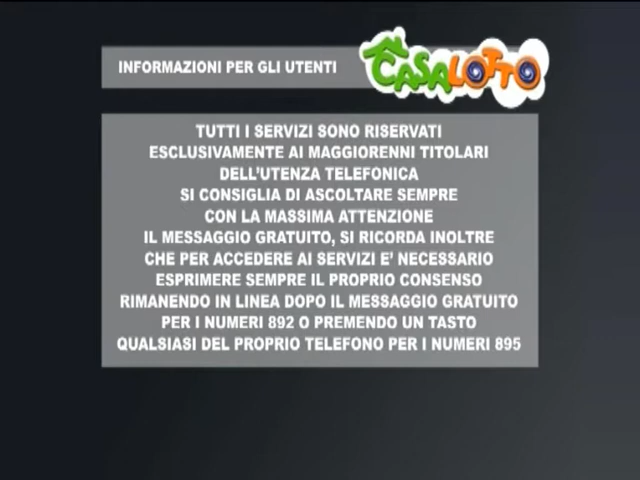 INFORMAZIONI PER GLI UTENTI
CASALOTTO
TUTTI I SERVIZI SONO RISERVATI
ESCLUSIVAMENTE AI MAGGIORENNI TITOLARI
DELL'UTENZA TELEFONICA
SI CONSIGLIA DI ASCOLTARE SEMPRE
CON LA MASSIMA ATTENZIONE
IL MESSAGGIO GRATUITO, SI RICORDA INOLTRE
CHE PER ACCEDERE AI SERVIZI E' NECESSARIO
ESPRIMERE SEMPRE IL PROPRIO CONSENSO
RIMANENDO IN LINEA DOPO IL MESSAGGIO GRATUITO
PER I NUMERI 892 O PREMENDO UN TASTO
QUALSIASI DEL PROPRIO TELEFONO PER I NUMERI 895